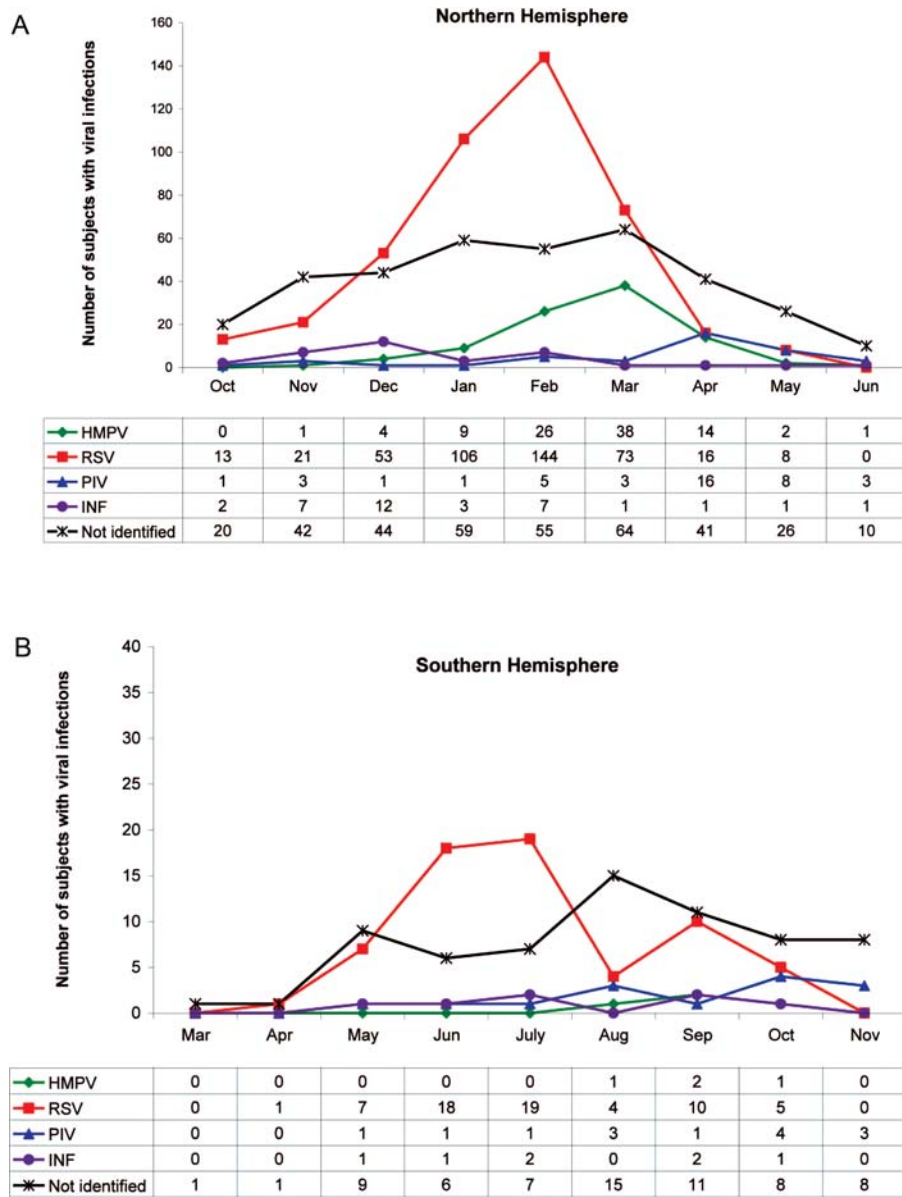 A
Northern Hemisphere
Number of subjects with viral infections
160
140
120
100
80
60
40
20
0
Oct Nov Dec Jan Feb Mar Apr May Jun
HMPV 0 1 4 9 26 38 14 2 1
RSV 13 21 53 106 144 73 16 8 0
PIV 1 3 1 1 5 3 16 8 3
INF 2 7 12 3 7 1 1 1 1
Not identified 20 42 44 59 55 64 41 26 10
B
Southern Hemisphere
Number of subjects with viral infections
40
35
30
25
20
15
10
5
0
Mar Apr May Jun July Aug Sep Oct Nov
HMPV 0 0 0 0 0 1 2 1 0
RSV 0 1 7 18 19 4 10 5 0
PIV 0 0 1 1 1 3 1 4 3
INF 0 0 1 1 2 0 2 1 0
Not identified 1 1 9 6 7 15 11 8 8